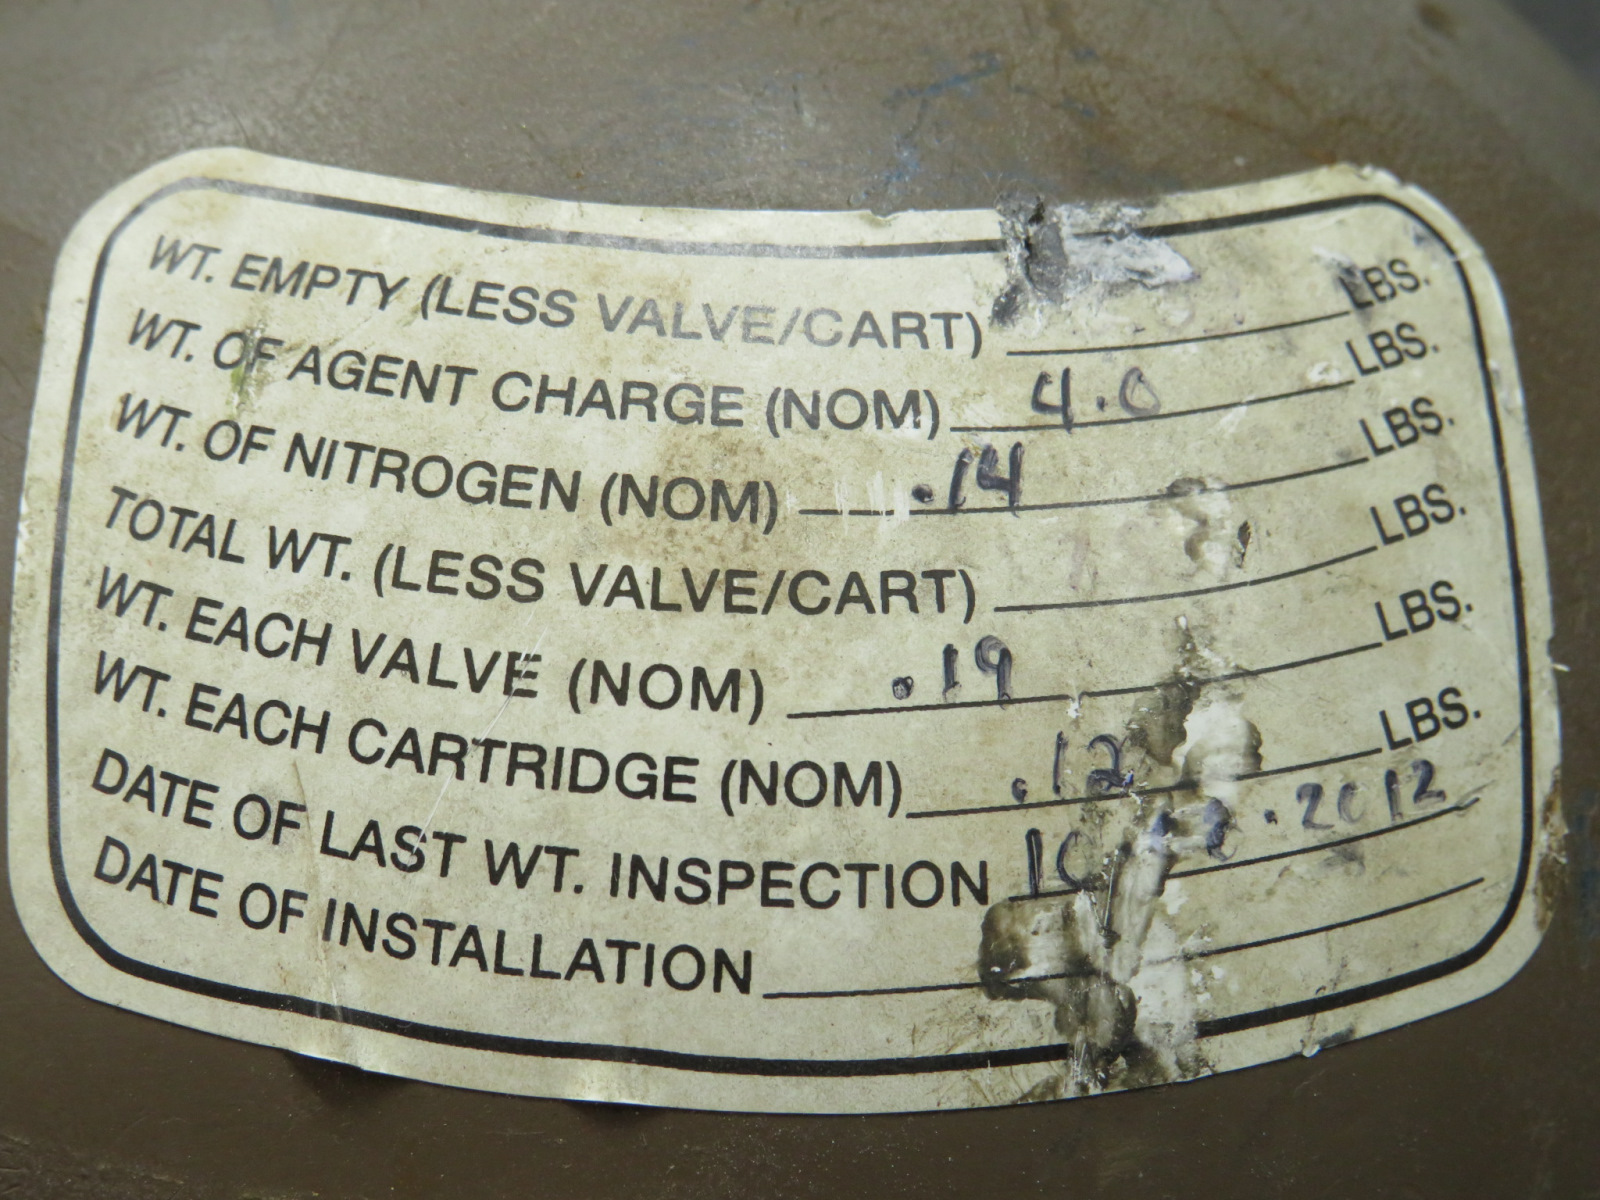 WT. EMPTY (LESS VALVE/CART) LBS.
WT. OF AGENT CHARGE (NOM) 4.0 LBS.
WT. OF NITROGEN (NOM) .14 LBS.
TOTAL WT. (LESS VALVE/CART) LBS.
WT. EACH VALVE (NOM) .19 LBS.
WT. EACH CARTRIDGE (NOM) .12 LBS.
DATE OF LAST WT. INSPECTION 2012
DATE OF INSTALLATION